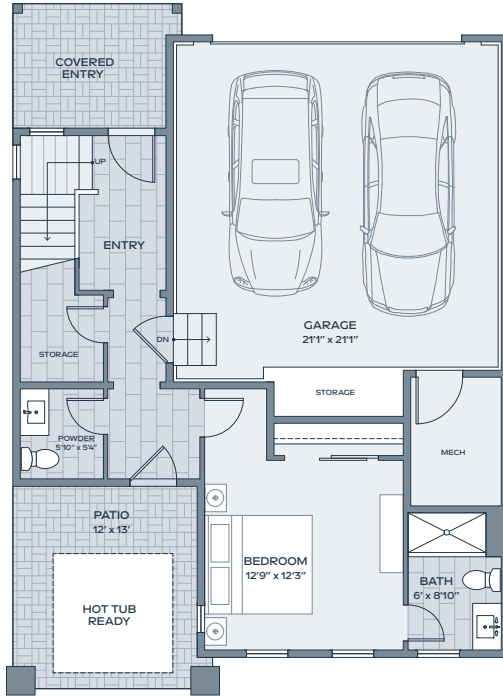 COVERED
ENTRY
UP
ENTRY
GARAGE
21'1" x 21'1"
DN
STORAGE
STORAGE
POWDER
5'10" x 5'4"
MECH
PATIO
12' x 13'
BEDROOM
12'9" x 12'3"
BATH
6' x 8'10"
HOT TUB
READY